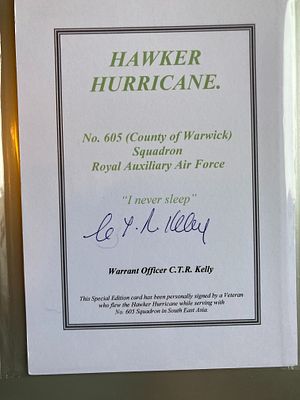 HAWKER
HURRICANE.
No. 605 (County of Warwick)
Squadron
Royal Auxiliary Air Force
"I never sleep"
C T R Kelly
Warrant Officer C.T.R. Kelly
This Special Edition card has been personally signed by a Veteran
who flew the Hawker Hurricane while serving with
No. 605 Squadron in South East Asia.